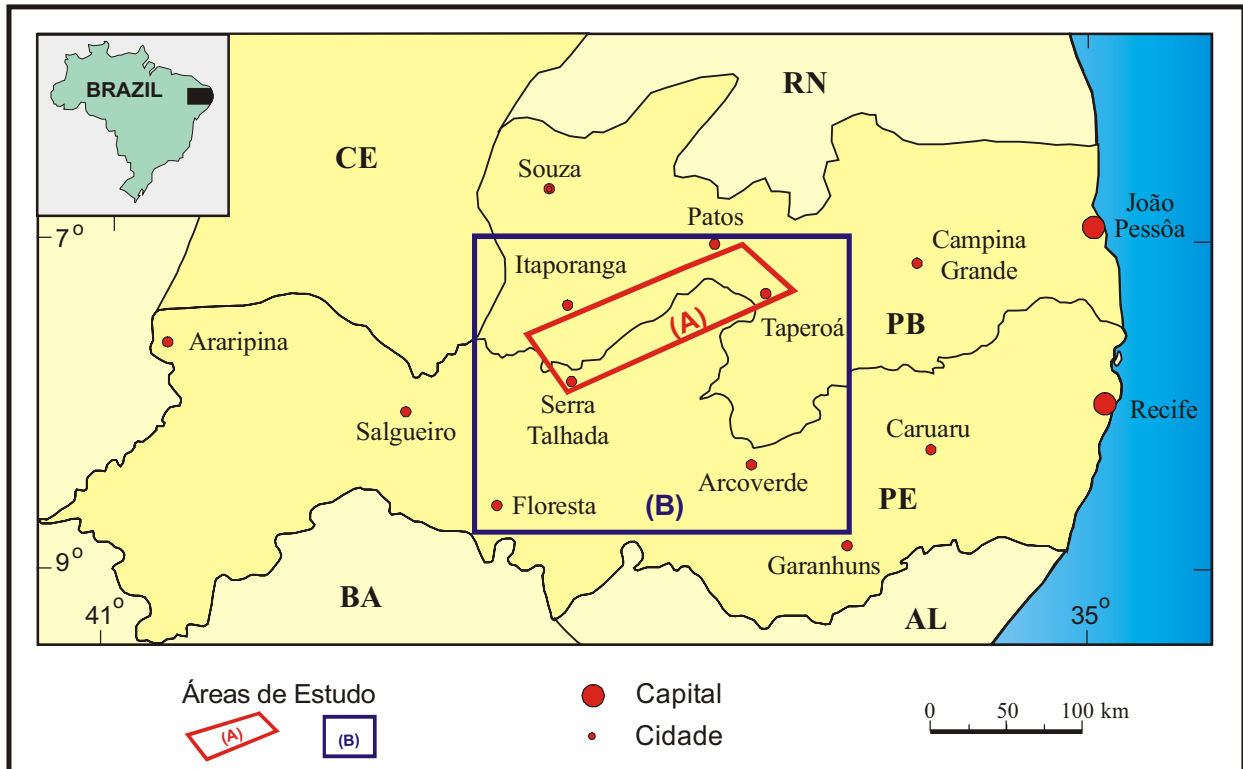 BRAZIL
RN
CE
Souza
Patos
João
Pessôa
7°
Itaporanga
Campina
Grande
(A)
Taperoá
PB
Araripina
Serra
Talhada
Salgueiro
Recife
Caruaru
Arcoverde
Floresta
(B)
PE
Garanhuns
9°
BA
AL
41°
35°
Áreas de Estudo
(A)
(B)
Capital
Cidade
0 50 100 km